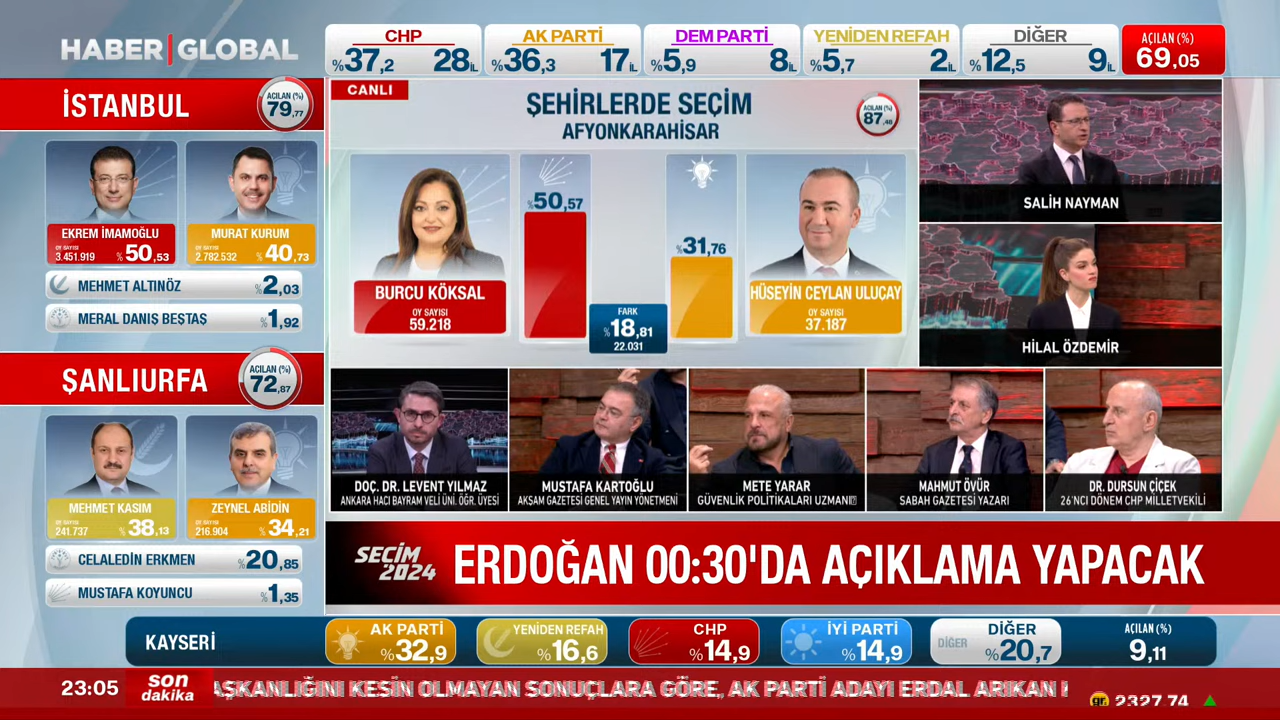 HABER GLOBAL
CHP
%37,2 28İL
AK PARTİ
%36,3 17İL
DEM PARTİ
%5,9 8İL
YENİDEN REFAH
%5,7 2İL
DİĞER
%12,5 9İL
AÇILAN (%)
69,05
İSTANBUL
AÇILAN (%)
79,77
EKREM İMAMOĞLU
OY SAYISI
3.451.919 %50,53
MURAT KURUM
OY SAYISI
2.782.532 %40,73
MEHMET ALTINÖZ %2,03
MERAL DANIŞ BEŞTAŞ %1,92
ŞANLIURFA
AÇILAN (%)
72,87
MEHMET KASIM
OY SAYISI
241.737 %38,13
ZEYNEL ABİDİN
OY SAYISI
216.904 %34,21
CELALEDİN ERKMEN %20,85
MUSTAFA KOYUNCU %1,35
CANLI
ŞEHİRLERDE SEÇİM
AFYONKARAHİSAR
AÇILAN (%)
87,40
BURCU KÖKSAL
OY SAYISI
59.218
%50,57
FARK
%18,81
22.031
%31,76
HÜSEYİN CEYLAN ULUÇAY
OY SAYISI
37.187
SALİH NAYMAN
HİLAL ÖZDEMİR
DOÇ. DR. LEVENT YILMAZ
ANKARA HACI BAYRAM VELİ ÜNİ. ÖĞR. ÜYESİ
MUSTAFA KARTOĞLU
AKŞAM GAZETESİ GENEL YAYIN YÖNETMENİ
METE YARAR
GÜVENLİK POLİTİKALARI UZMANI
MAHMUT ÖVÜR
SABAH GAZETESİ YAZARI
DR. DURSUN ÇİÇEK
26'NCI DÖNEM CHP MİLLETVEKİLİ
SEÇİM
2024
ERDOĞAN 00:30'DA AÇIKLAMA YAPACAK
KAYSERİ
AK PARTİ
%32,9
YENİDEN REFAH
%16,6
CHP
%14,9
İYİ PARTİ
%14,9
DİĞER
DİĞER
%20,7
AÇILAN (%)
9,11
23:05
son
dakika
AŞKANLIĞINI KESİN OLMAYAN SONUÇLARA GÖRE, AK PARTİ ADAYI ERDAL ARIKAN
gr. 2327,74